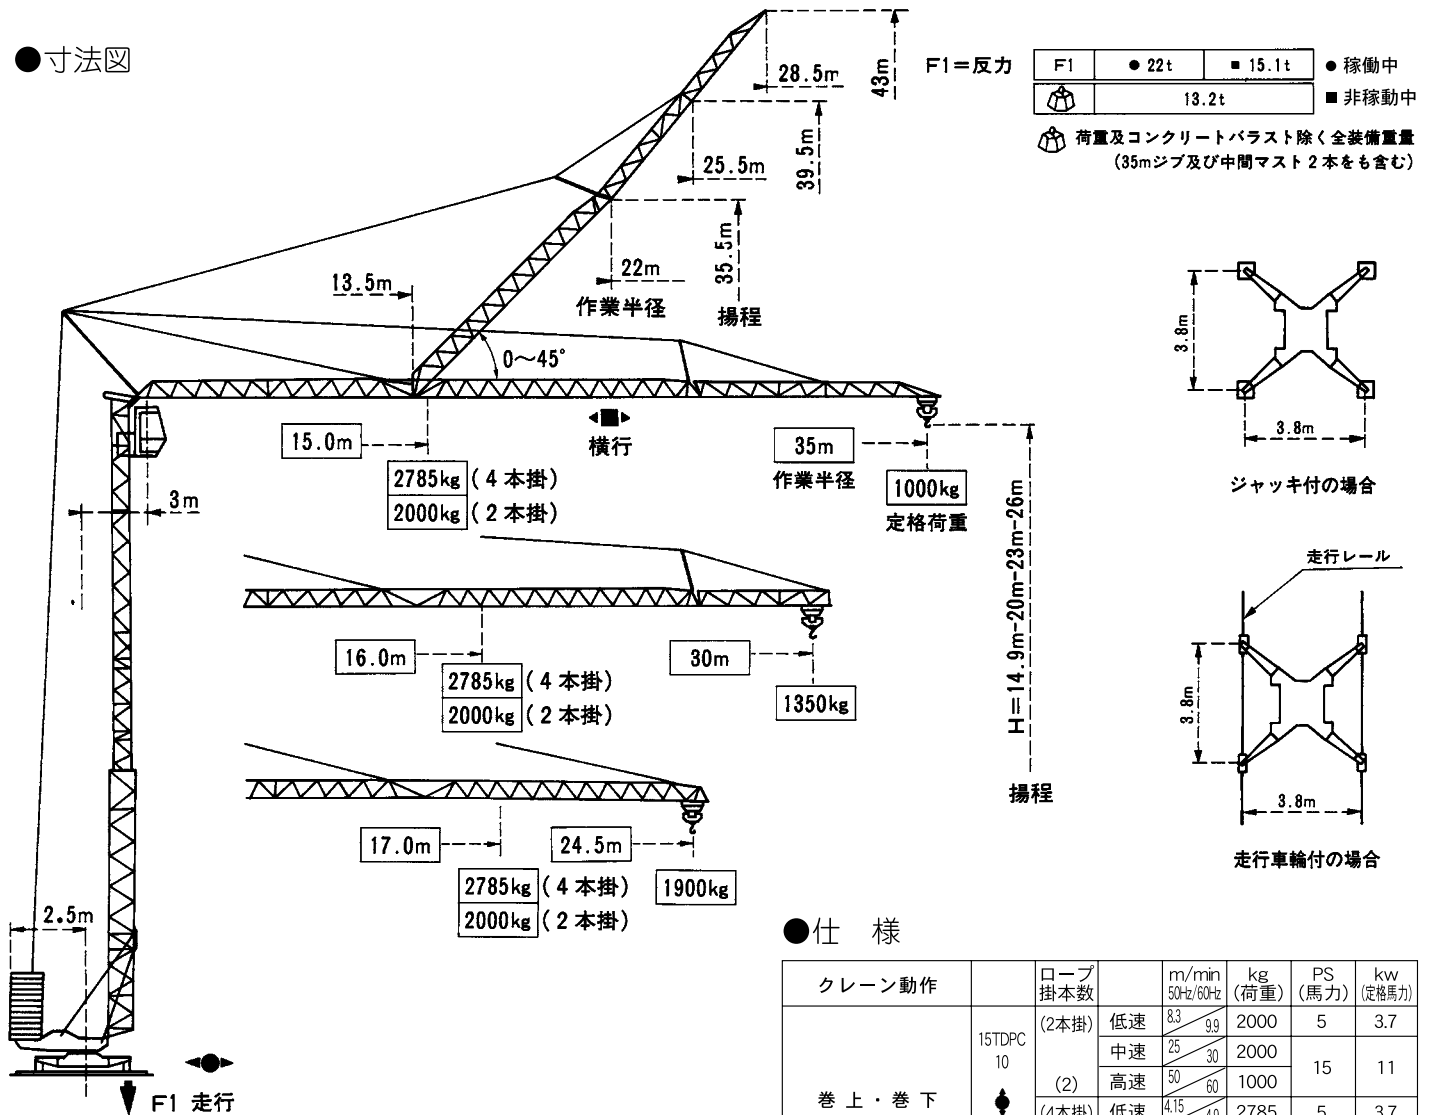 ●寸法図
28.5m
43m
25.5m
39.5m
22m
作業半径
35.5m
揚程
13.5m
0～45°
F1＝反力
F1 ●22t ■15.1t
13.2t
●稼働中
■非稼動中
荷重及コンクリートバラスト除く全装備重量
(35mジブ及び中間マスト2本をも含む)
15.0m
2785kg (4本掛)
2000kg (2本掛)
横行
35m
作業半径
1000kg
定格荷重
3m
H＝14.9m-20m-23m-26m
揚程
16.0m
2785kg (4本掛)
2000kg (2本掛)
30m
1350kg
17.0m
2785kg (4本掛)
2000kg (2本掛)
24.5m
1900kg
2.5m
F1 走行
3.8m
3.8m
ジャッキ付の場合
走行レール
3.8m
3.8m
走行車輪付の場合
●仕　様
クレーン動作 ロープ掛本数 m/min 50Hz/60Hz kg(荷重) PS(馬力) kw(定格馬力)
巻上・巻下 15TDPC 10
(2本掛) 低速 8.3/9.9 2000 5 3.7
中速 25/30 2000 15 11
(2) 高速 50/60 1000
(4本掛) 低速 4.15 2785 5 3.7